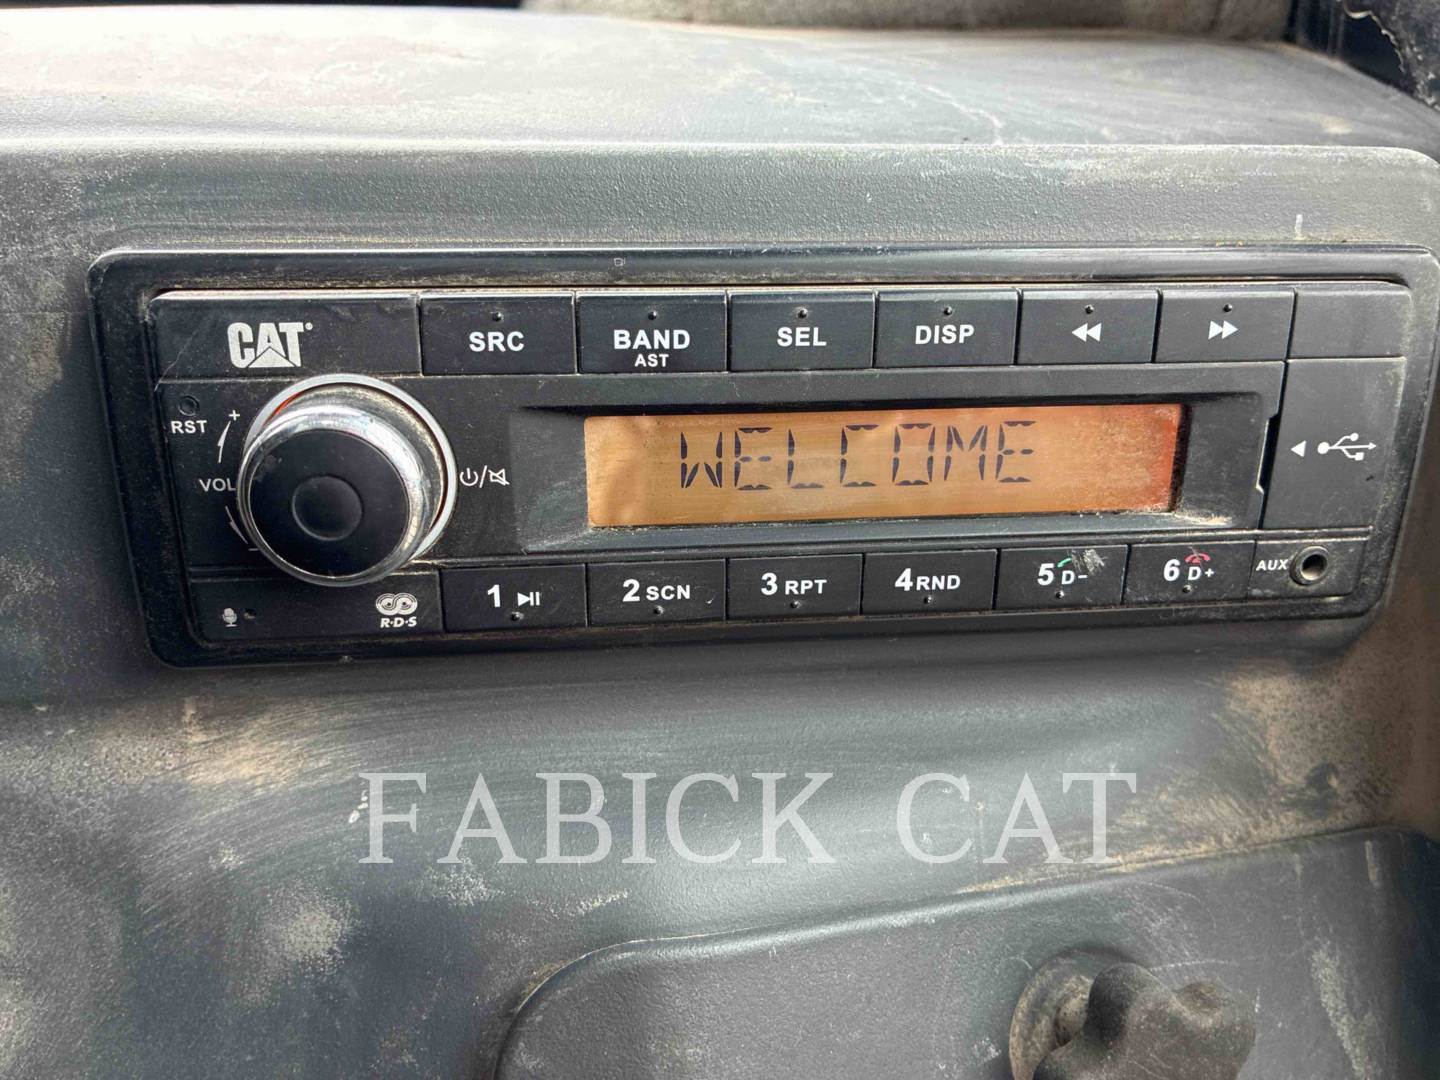 CAT®
SRC
BAND
AST
SEL
DISP
RST
+
VOL
-
WELCOME
R·D·S
1
2 SCN
3 RPT
4 RND
5 D-
6 D+
AUX
FABICK CAT